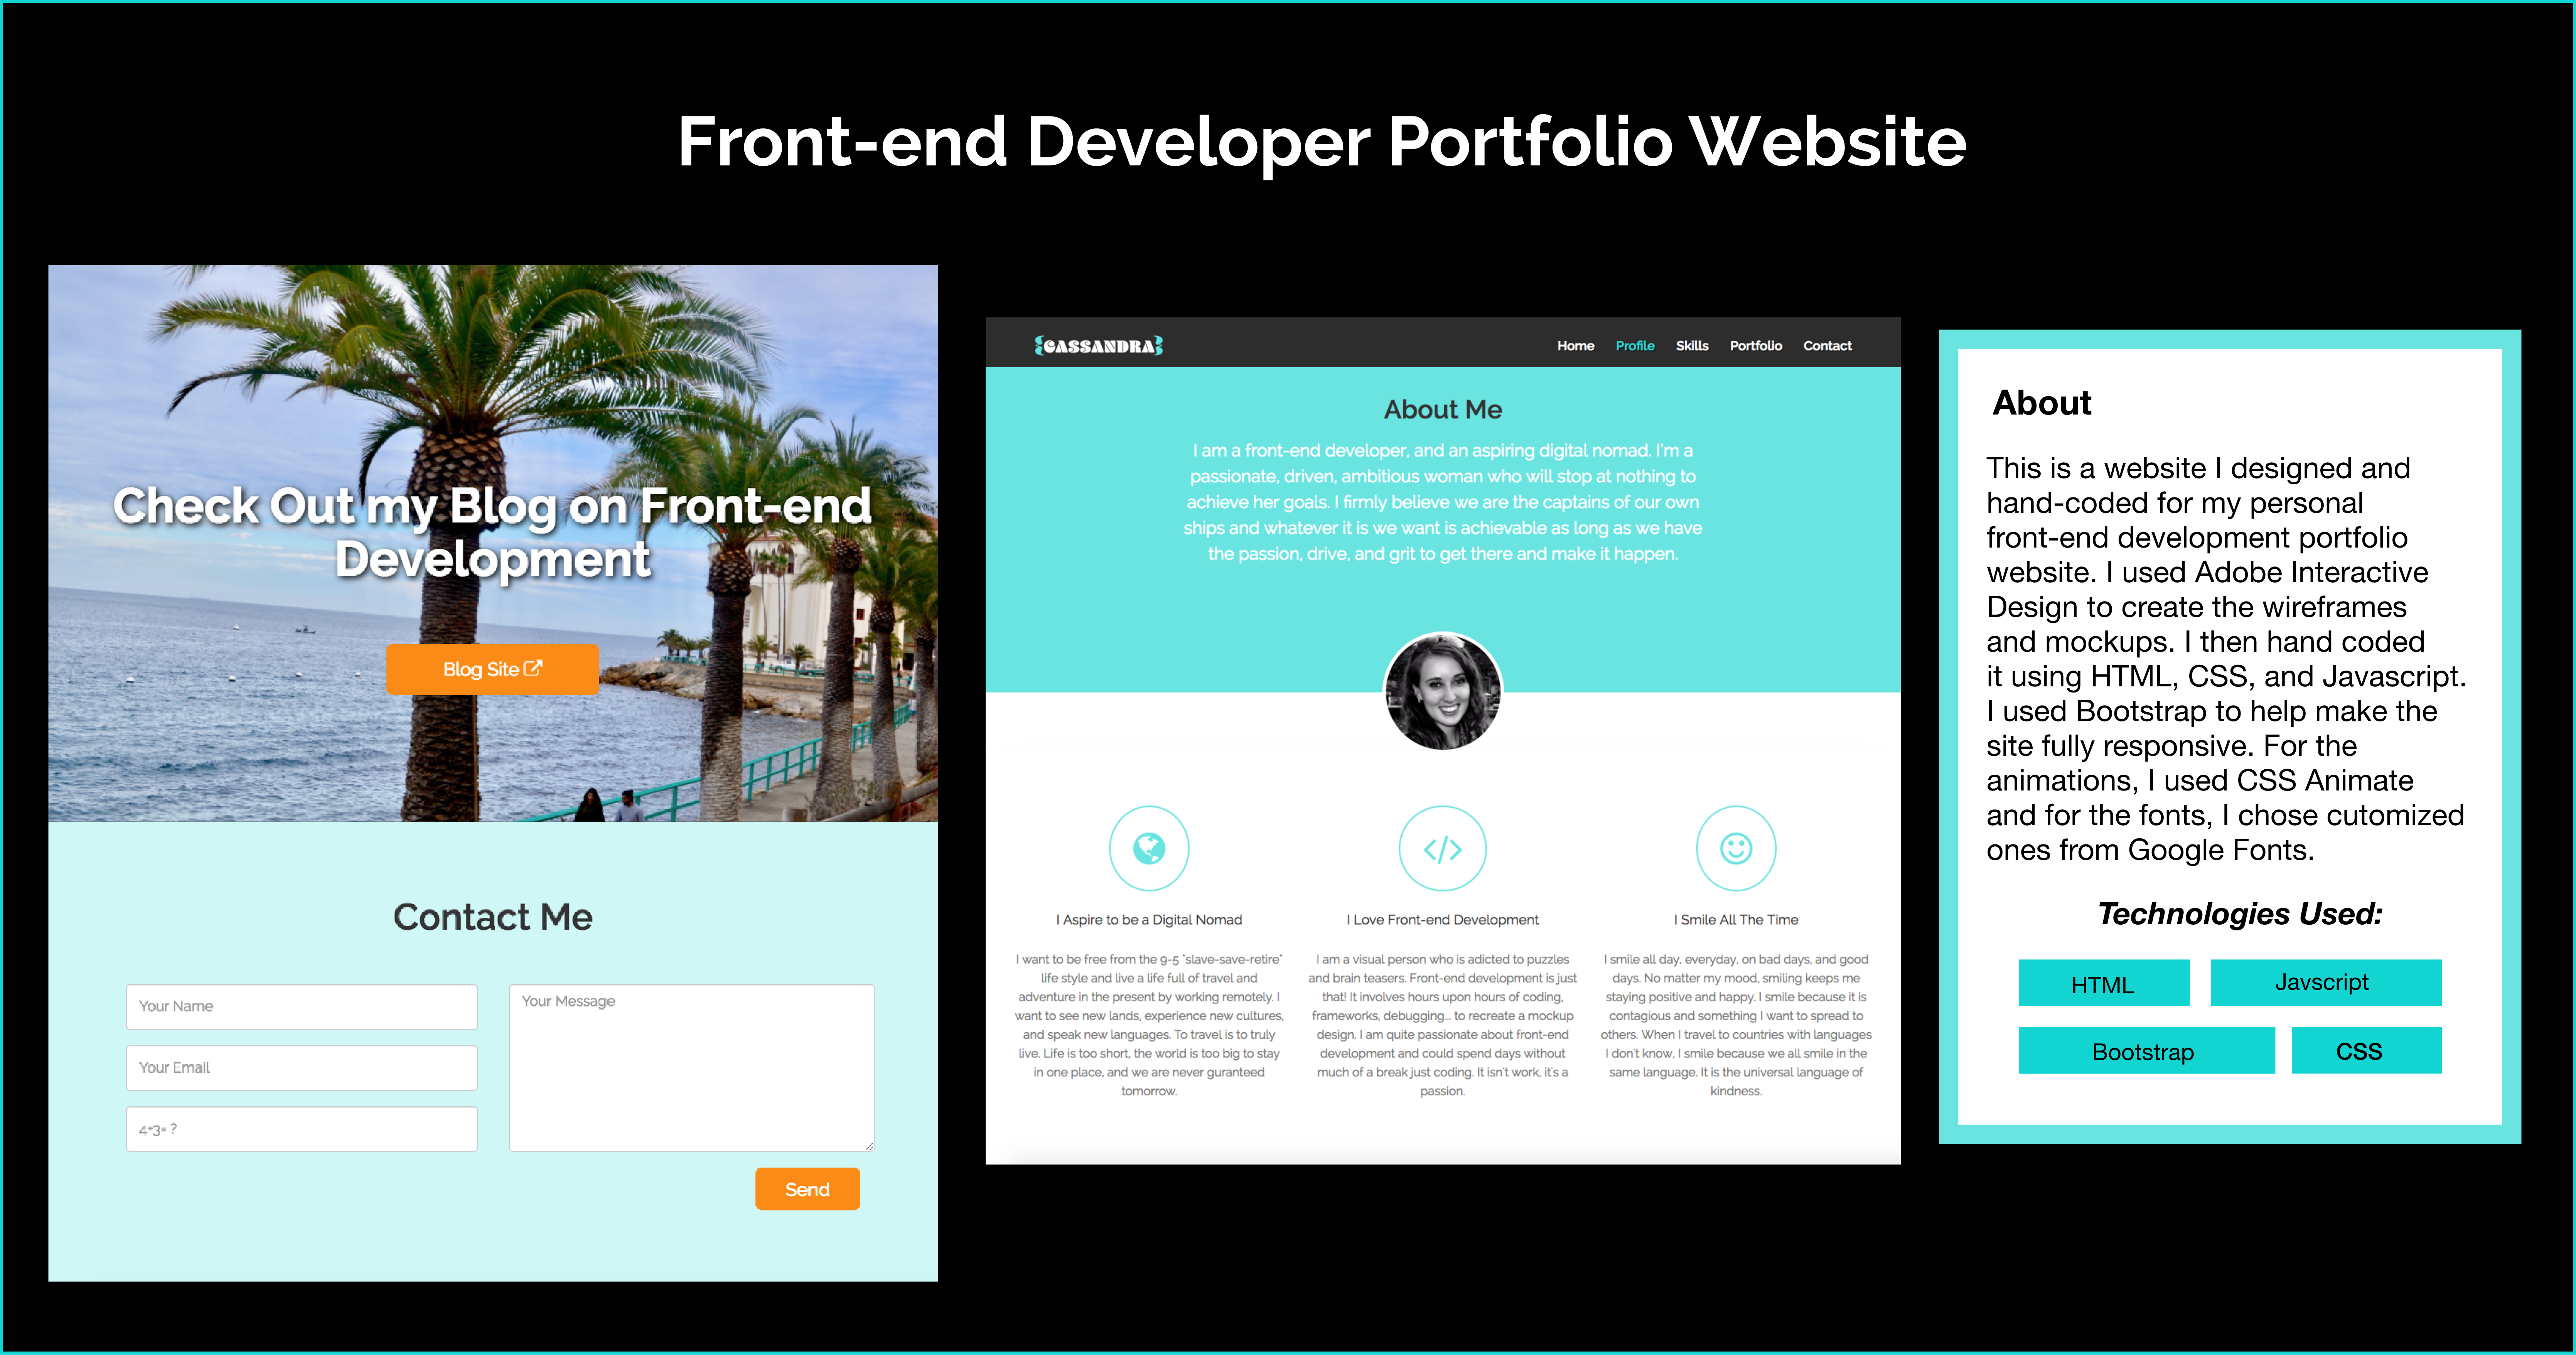 Front-end Developer Portfolio Website
Check Out my Blog on Front-end
Development
Blog Site
Contact Me
Your Name
Your Email
4+3= ?
Your Message
Send
{CASSANDRA}
Home Profile Skills Portfolio Contact
About Me
I am a front-end developer, and an aspiring digital nomad. I'm a
passionate, driven, ambitious woman who will stop at nothing to
achieve her goals. I firmly believe we are the captains of our own
ships and whatever it is we want is achievable as long as we have
the passion, drive, and grit to get there and make it happen.
</>
I Aspire to be a Digital Nomad
I want to be free from the 9-5 "slave-save-retire"
life style and live a life full of travel and
adventure in the present by working remotely. I
want to see new lands, experience new cultures,
and speak new languages. To travel is to truly
live. Life is too short, the world is too big to stay
in one place, and we are never guranteed
tomorrow.
I Love Front-end Development
I am a visual person who is adicted to puzzles
and brain teasers. Front-end development is just
that! It involves hours upon hours of coding,
frameworks, debugging... to recreate a mockup
design. I am quite passionate about front-end
development and could spend days without
much of a break just coding. It isn't work, it's a
passion.
I Smile All The Time
I smile all day, everyday, on bad days, and good
days. No matter my mood, smiling keeps me
staying positive and happy. I smile because it is
contagious and something I want to spread to
others. When I travel to countries with languages
I don't know, I smile because we all smile in the
same language. It is the universal language of
kindness.
About
This is a website I designed and
hand-coded for my personal
front-end development portfolio
website. I used Adobe Interactive
Design to create the wireframes
and mockups. I then hand coded
it using HTML, CSS, and Javascript.
I used Bootstrap to help make the
site fully responsive. For the
animations, I used CSS Animate
and for the fonts, I chose cutomized
ones from Google Fonts.
Technologies Used:
HTML Javscript
Bootstrap CSS